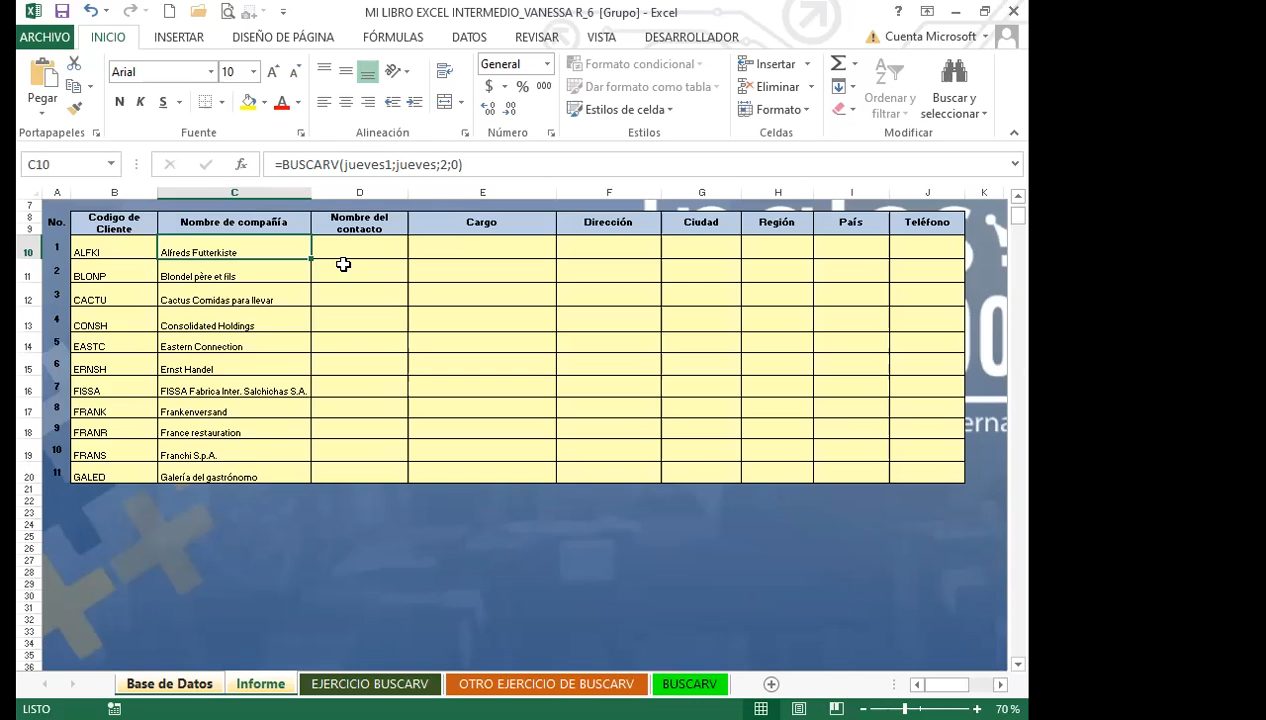 MI LIBRO EXCEL INTERMEDIO_VANESSA R_6 [Grupo] - Excel
ARCHIVO INICIO INSERTAR DISEÑO DE PÁGINA FÓRMULAS DATOS REVISAR VISTA DESARROLLADOR Cuenta Microsoft
Pegar Arial 10 General Formato condicional Insertar
N K S Dar formato como tabla Eliminar Ordenar y filtrar Buscar y seleccionar
$ % 000 Estilos de celda Formato
Portapapeles Fuente Alineación Número Estilos Celdas Modificar
C10 fx =BUSCARV(jueves1;jueves;2;0)
A B C D E F G H I J K
7
8 9 No. Codigo de Cliente Nombre de compañía Nombre del contacto Cargo Dirección Ciudad Región País Teléfono
10 1 ALFKI Alfreds Futterkiste
11 2 BLONP Blondel père et fils
12 3 CACTU Cactus Comidas para llevar
13 4 CONSH Consolidated Holdings
14 5 EASTC Eastern Connection
15 6 ERNSH Ernst Handel
16 7 FISSA FISSA Fabrica Inter. Salchichas S.A.
17 8 FRANK Frankenversand
18 9 FRANR France restauration
19 10 FRANS Franchi S.p.A.
20 11 GALED Galería del gastrónomo
21
22
23
24
25
26
27
28
29
30
31
32
33
34
35
36
Base de Datos Informe EJERCICIO BUSCARV OTRO EJERCICIO DE BUSCARV BUSCARV
LISTO 70 %